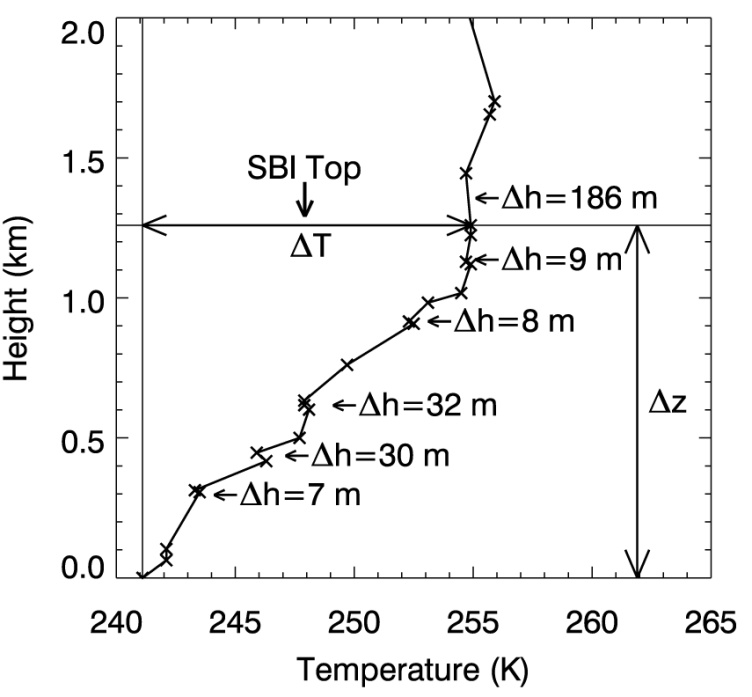 2.0
1.5
SBI Top
Δh=186 m
ΔT
Δh=9 m
1.0
Δh=8 m
Height (km)
Δh=32 m
Δz
0.5
Δh=30 m
Δh=7 m
0.0
240 245 250 255 260 265
Temperature (K)